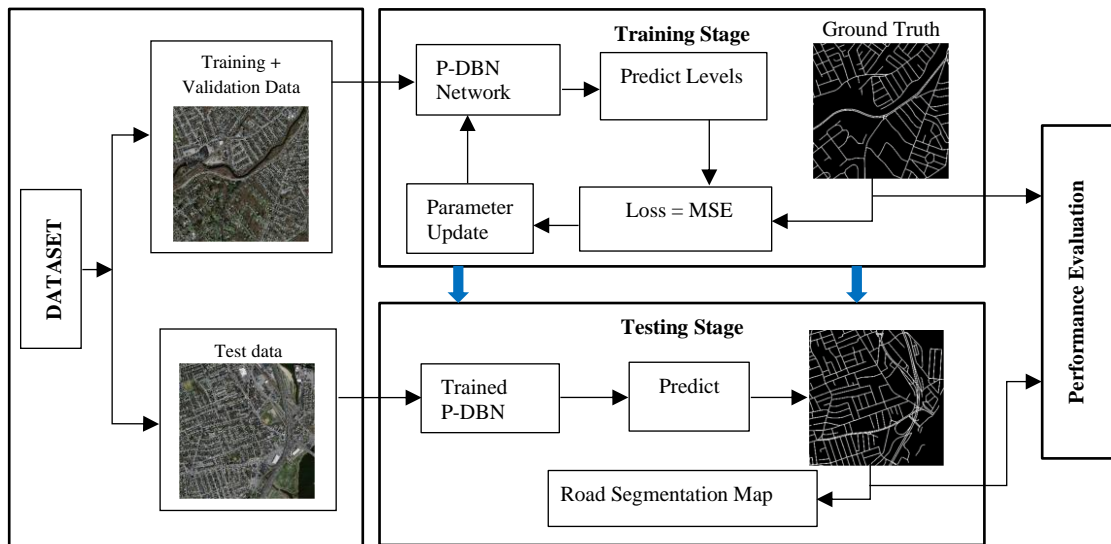 DATASET
Training +
Validation Data
Test data
Training Stage
P-DBN
Network
Predict Levels
Ground Truth
Parameter
Update
Loss = MSE
Testing Stage
Trained
P-DBN
Predict
Road Segmentation Map
Performance Evaluation